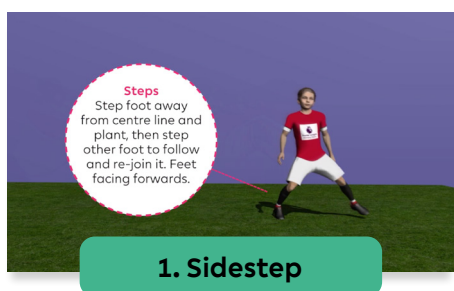 Steps
Step foot away
from centre line and
plant, then step
other foot to follow
and re-join it. Feet
facing forwards.
1. Sidestep